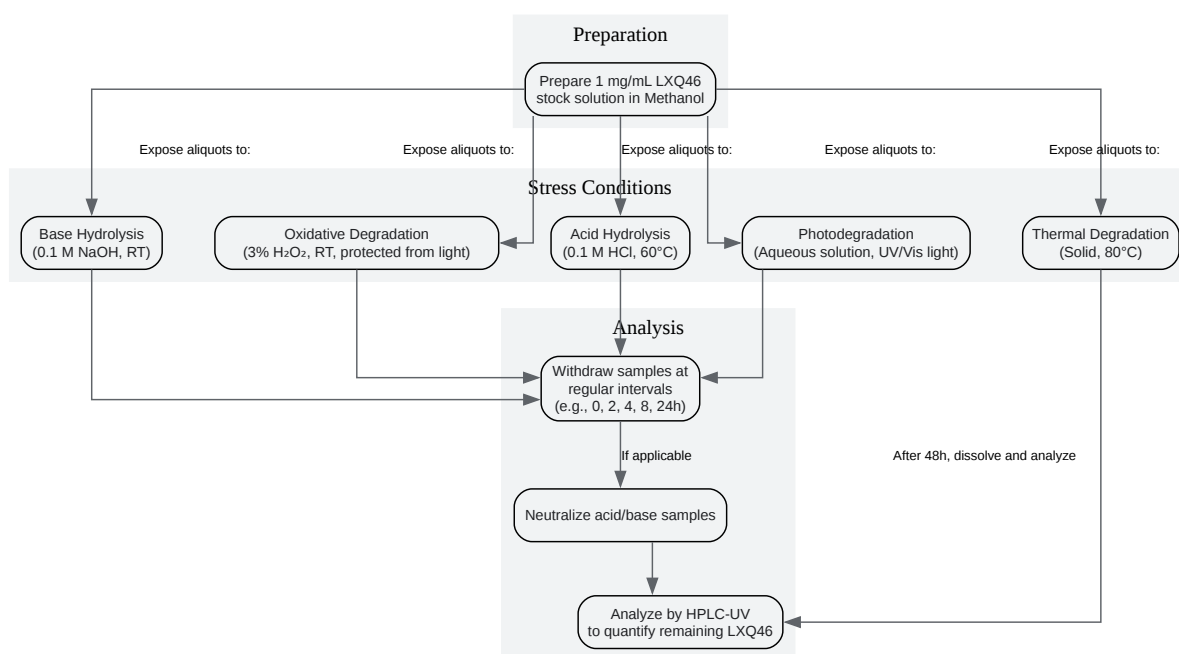 Preparation
Prepare 1 mg/mL LXQ46
stock solution in Methanol
Expose aliquots to:
Expose aliquots to:
Expose aliquots to:
Expose aliquots to:
Expose aliquots to:
Stress Conditions
Base Hydrolysis
(0.1 M NaOH, RT)
Oxidative Degradation
(3% H₂O₂, RT, protected from light)
Acid Hydrolysis
(0.1 M HCl, 60°C)
Photodegradation
(Aqueous solution, UV/Vis light)
Thermal Degradation
(Solid, 80°C)
Analysis
Withdraw samples at
regular intervals
(e.g., 0, 2, 4, 8, 24h)
If applicable
After 48h, dissolve and analyze
Neutralize acid/base samples
Analyze by HPLC-UV
to quantify remaining LXQ46